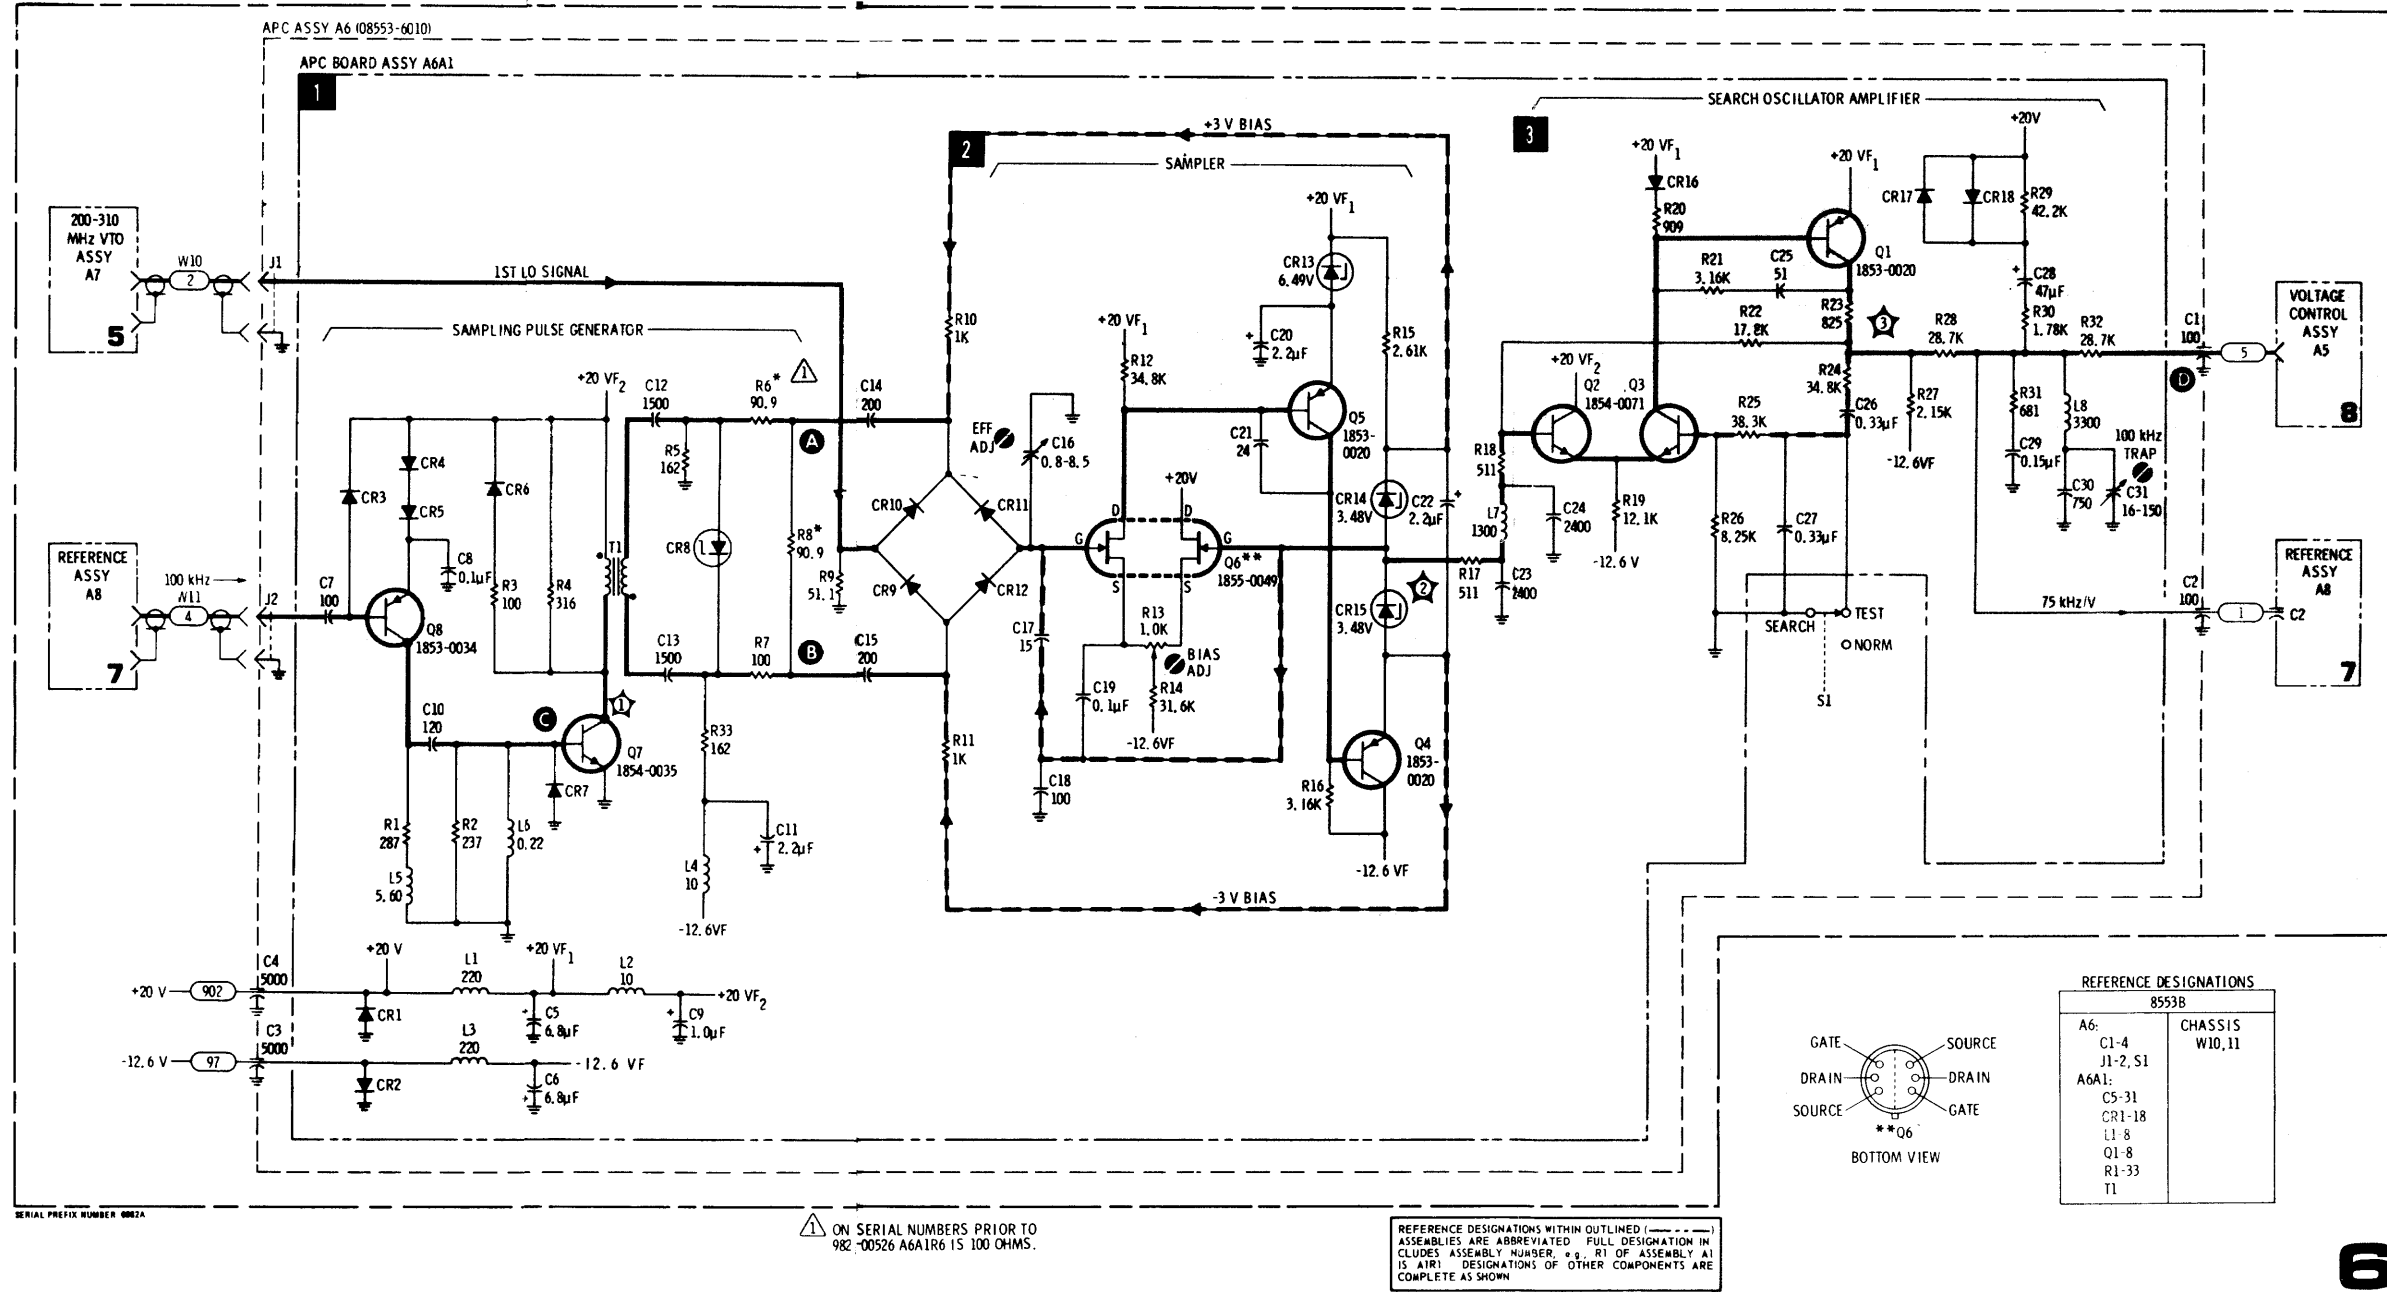 APC ASSY A6 (08553-6010)
APC BOARD ASSY A6A1
1
200-310
MHz VTO
ASSY
A7
5
W10
2
J1
1ST LO SIGNAL
SAMPLING PULSE GENERATOR
+20 VF2
C12
1500
R6*
90.9
1
C14
200
A
R5
162
CR8
R8*
90.9
R9
51.1
CR3
CR4
CR5
CR6
C8
0.1µF
R3
100
R4
316
T1
REFERENCE
ASSY
A8
7
100 kHz
W11
4
J2
C7
100
Q8
1853-0034
C13
1500
R7
100
B
C15
200
1
C10
120
C
Q7
1854-0035
CR7
R33
162
C11
2.2µF
L4
10
-12.6VF
R1
287
R2
237
L6
0.22
L5
5.60
+3 V BIAS
2
SAMPLER
R10
1K
EFF
ADJ
C16
0.8-8.5
CR10
CR11
CR9
CR12
R11
1K
+20 VF1
R12
34.8K
+20 VF1
CR13
6.49V
C20
2.2µF
R15
2.61K
Q5
1853-
0020
C21
24
+20V
D
D
G
G
S
S
Q6**
1855-0049
CR14
3.48V
C22
2.2µF
2
CR15
3.48V
C17
15
R13
1.0K
BIAS
ADJ
C19
0.1µF
R14
31.6K
-12.6VF
C18
100
Q4
1853-
0020
R16
3.16K
-12.6 VF
-3 V BIAS
3
SEARCH OSCILLATOR AMPLIFIER
+20 VF1
CR16
R20
909
+20 VF1
Q1
1853-0020
R21
3.16K
C25
51
R22
17.8K
R23
825
3
+20V
CR17
CR18
R29
42.2K
C28
47µF
R30
1.78K
R28
28.7K
R32
28.7K
C1
100
5
D
VOLTAGE
CONTROL
ASSY
A5
8
+20 VF2
Q2
Q3
1854-0071
R24
34.8K
C26
0.33µF
R25
38.3K
R27
2.15K
-12.6VF
R31
681
L8
3300
C29
0.15µF
100 kHz
TRAP
C30
750
C31
16-150
R18
511
L7
1300
C24
2400
R17
511
C23
2400
R19
12.1K
-12.6 V
R26
8.25K
C27
0.33µF
SEARCH
TEST
NORM
S1
75 kHz/V
C2
100
1
C2
REFERENCE
ASSY
A8
7
+20 V
902
C4
5000
+20 V
L1
220
+20 VF1
L2
10
+20 VF2
CR1
C5
6.8µF
C9
1.0µF
-12.6 V
97
C3
5000
L3
220
-12.6 VF
CR2
C6
6.8µF
GATE
SOURCE
DRAIN
DRAIN
SOURCE
GATE
**Q6
BOTTOM VIEW
REFERENCE DESIGNATIONS
8553B
A6:
C1-4
J1-2, S1
A6A1:
C5-31
CR1-18
L1-8
Q1-8
R1-33
T1
CHASSIS
W10,11
SERIAL PREFIX NUMBER
1 ON SERIAL NUMBERS PRIOR TO
982-00526 A6A1R6 IS 100 OHMS.
REFERENCE DESIGNATIONS WITHIN OUTLINED (
)
ASSEMBLIES ARE ABBREVIATED FULL DESIGNATION IN
CLUDES ASSEMBLY NUMBER, e.g., R1 OF ASSEMBLY A1
IS A1R1 DESIGNATIONS OF OTHER COMPONENTS ARE
COMPLETE AS SHOWN
6